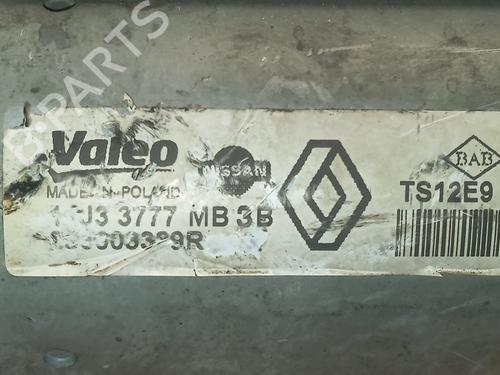 B-PARTS
Valeo
NISSAN
BAB
MADE IN POLAND
TS12E9
3777 MB 3B